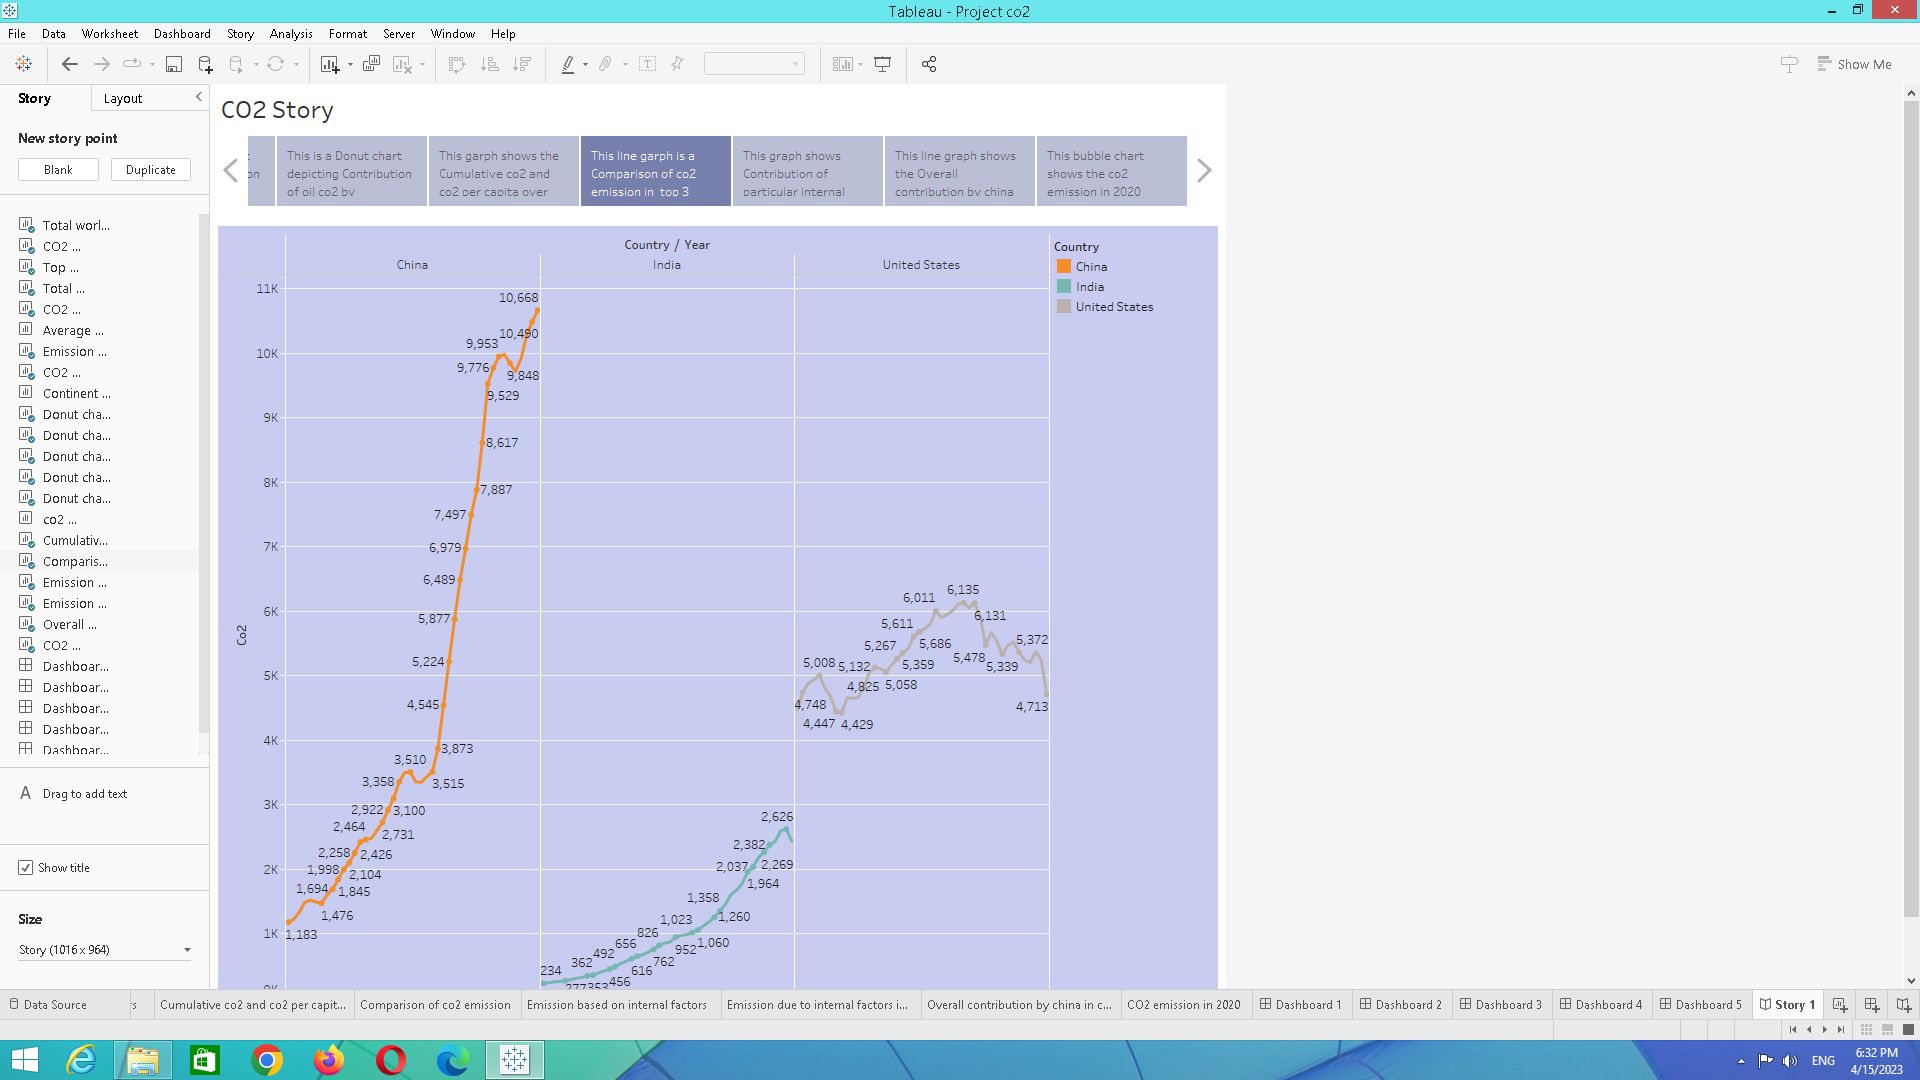 Tableau - Project co2
File Data Worksheet Dashboard Story Analysis Format Server Window Help
Show Me
Story
Layout
New story point
Blank
Duplicate
Total worl...
CO2 ...
Top ...
Total ...
CO2 ...
Average ...
Emission ...
CO2 ...
Continent ...
Donut cha...
Donut cha...
Donut cha...
Donut cha...
Donut cha...
co2 ...
Cumulativ...
Comparis...
Emission ...
Emission ...
Overall ...
CO2 ...
Dashboar...
Dashboar...
Dashboar...
Dashboar...
Dashboar...
A Drag to add text
Show title
Size
Story (1016 x 964)
CO2 Story
on
This is a Donut chart
depicting Contribution
of oil co2 by
This garph shows the
Cumulative co2 and
co2 per capita over
This line garph is a
Comparison of co2
emission in top 3
This graph shows
Contribution of
particular internal
This line graph shows
the Overall
contribution by china
This bubble chart
shows the co2
emission in 2020
Country / Year
China
India
United States
Country
China
India
United States
Co2
11K
10K
9K
8K
7K
6K
5K
4K
3K
2K
1K
0K
10,668
10,490
9,953
9,776
9,848
9,529
8,617
7,887
7,497
6,979
6,489
5,877
5,224
4,545
3,873
3,510
3,358
3,515
2,922
3,100
2,464
2,731
2,258
2,426
1,998
2,104
1,694
1,845
1,476
1,183
2,626
2,382
2,269
2,037
1,964
1,358
1,260
1,023
1,060
826
952
656
762
492
616
362
456
234
277
353
6,135
6,011
6,131
5,611
5,686
5,372
5,267
5,478
5,339
5,008
5,132
5,359
4,825
5,058
4,748
4,713
4,447
4,429
Data Source
rs
Cumulative co2 and co2 per capit...
Comparison of co2 emission
Emission based on internal factors
Emission due to internal factors i...
Overall contribution by china in c...
CO2 emission in 2020
Dashboard 1
Dashboard 2
Dashboard 3
Dashboard 4
Dashboard 5
Story 1
ENG
6:32 PM
4/15/2023